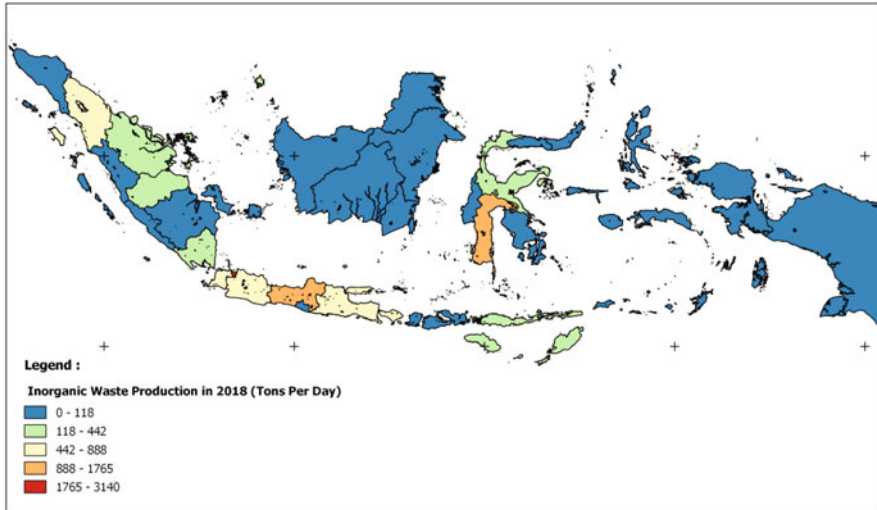 Legend :
Inorganic Waste Production in 2018 (Tons Per Day)
0 - 118
118 - 442
442 - 888
888 - 1765
1765 - 3140